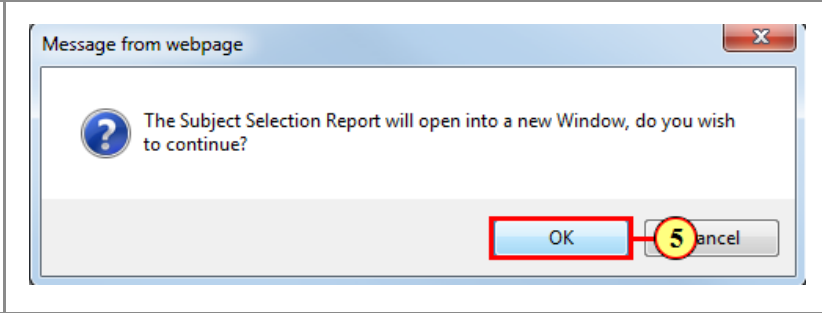 Message from webpage
The Subject Selection Report will open into a new Window, do you wish
to continue?
OK
5
ancel